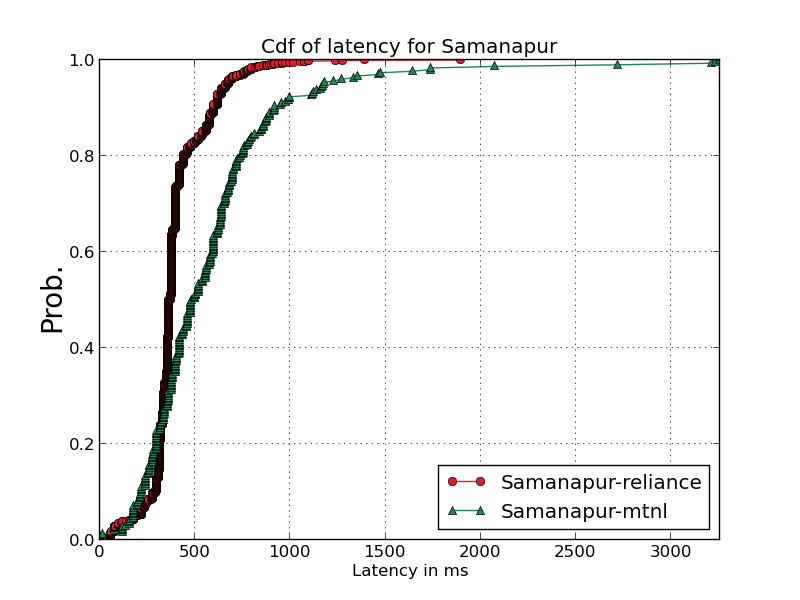 Cdf of latency for Samanapur
1.0
0.8
0.6
0.4
0.2
0.0
Prob.
0 500 1000 1500 2000 2500 3000
Latency in ms
Samanapur-reliance
Samanapur-mtnl